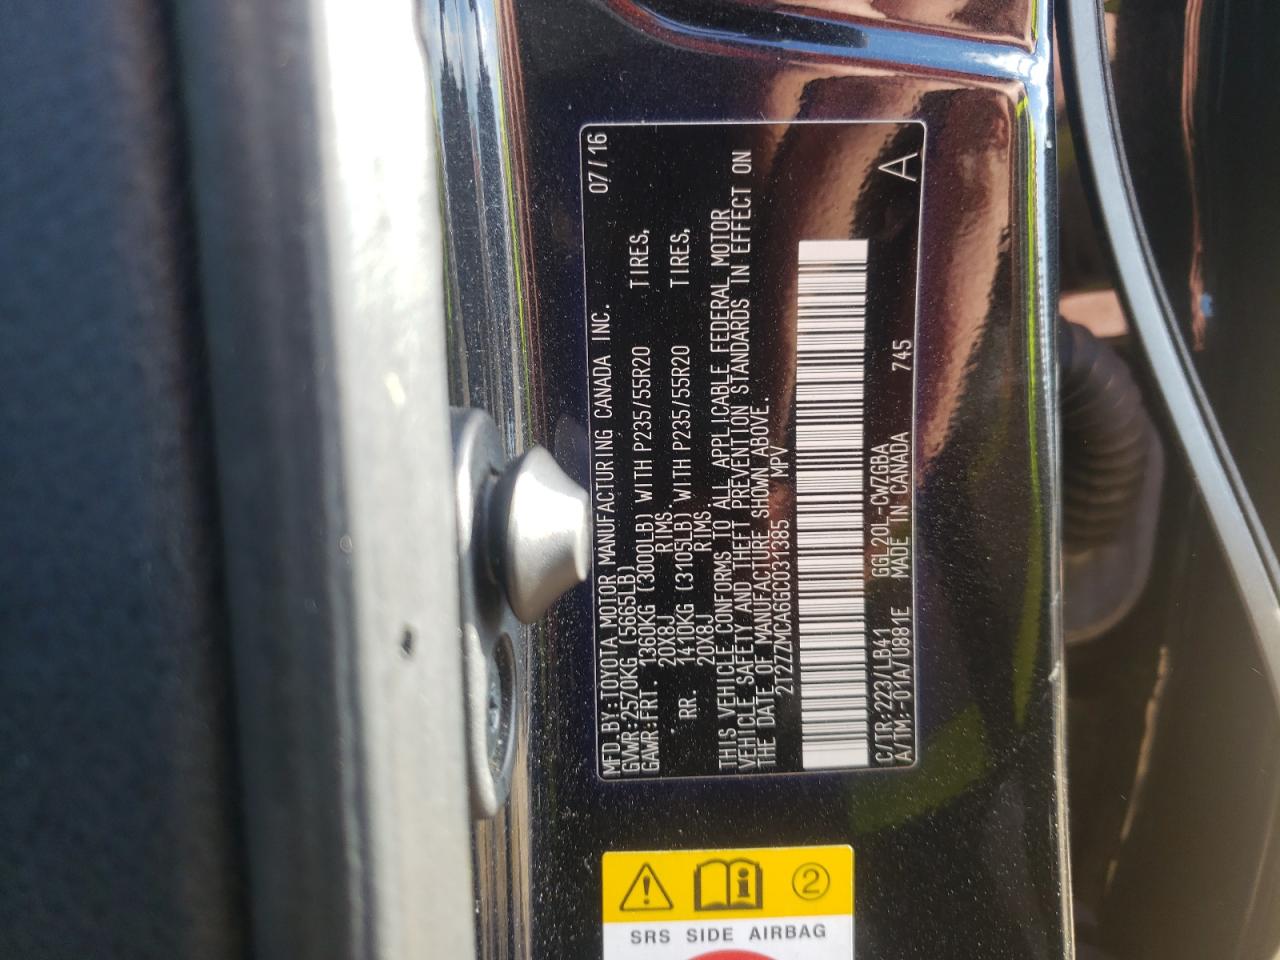 MFD.BY:TOYOTA MOTOR MANUFACTURING CANADA INC. 07/16
GVWR:2570KG (5665LB)
GAWR:FRT. 1360KG (3000LB) WITH P235/55R20 TIRES,
20X8J RIMS.
RR. 1410KG (3105LB) WITH P235/55R20 TIRES,
20X8J RIMS.
THIS VEHICLE CONFORMS TO ALL APPLICABLE FEDERAL MOTOR
VEHICLE SAFETY AND THEFT PREVENTION STANDARDS IN EFFECT ON
THE DATE OF MANUFACTURE SHOWN ABOVE.
2T2ZZMCA6GC031385 MPV
C/TR:223/LB41 GGL20L-CWZGBA 745
A/TM:-01A/U881E MADE IN CANADA A
2
SRS SIDE AIRBAG